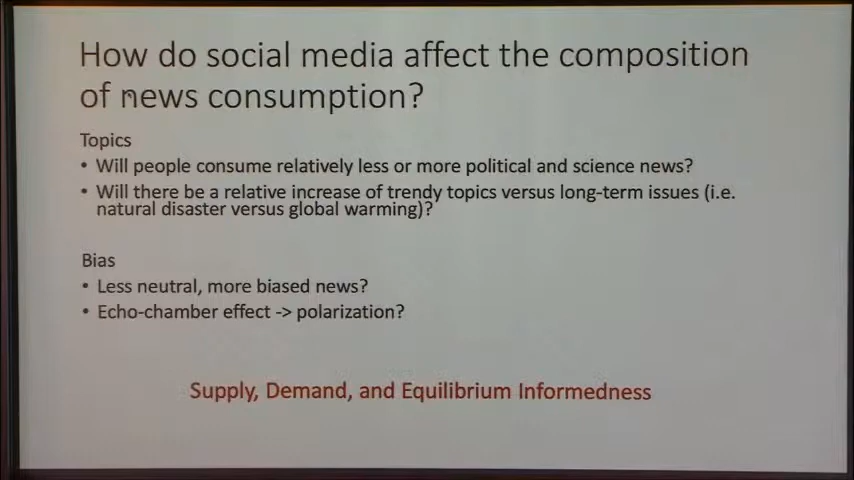 How do social media affect the composition
of news consumption?
Topics
• Will people consume relatively less or more political and science news?
• Will there be a relative increase of trendy topics versus long-term issues (i.e.
natural disaster versus global warming)?
Bias
• Less neutral, more biased news?
• Echo-chamber effect -> polarization?
Supply, Demand, and Equilibrium Informedness